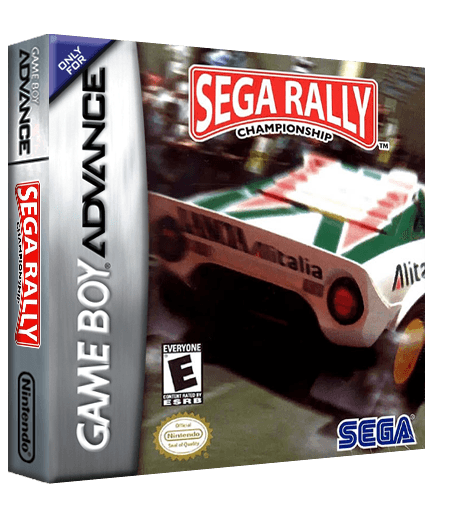 GAME BOY
ADVANCE
SEGA RALLY
CHAMPIONSHIP
Nintendo®
ONLY
FOR
GAME BOY ADVANCE
SEGA RALLY
CHAMPIONSHIP
™
Alitalia
Alita
EVERYONE
E
CONTENT RATED BY
ESRB
Official
Nintendo
Seal of Quality
SEGA